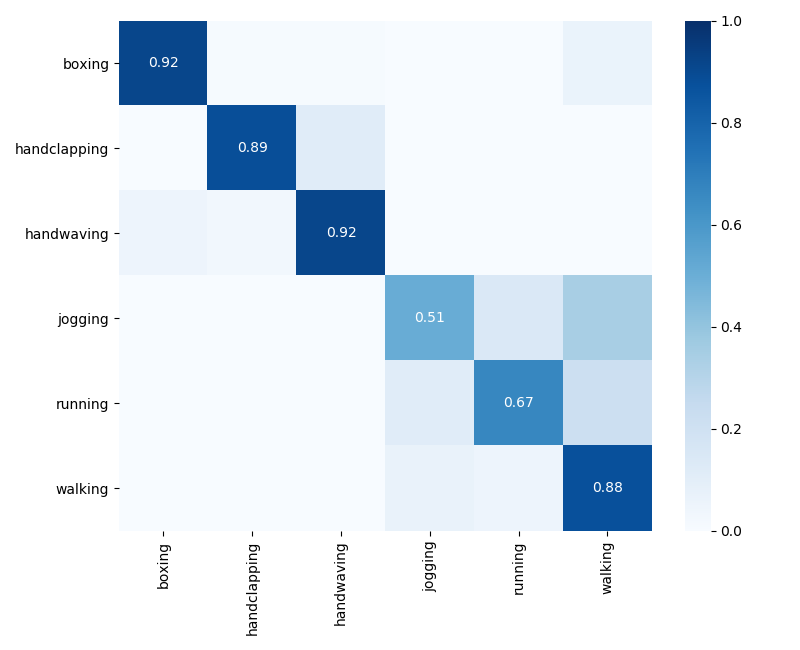 boxing 0.92
handclapping 0.89
handwaving 0.92
jogging 0.51
running 0.67
walking 0.88
boxing
handclapping
handwaving
jogging
running
walking
1.0
0.8
0.6
0.4
0.2
0.0